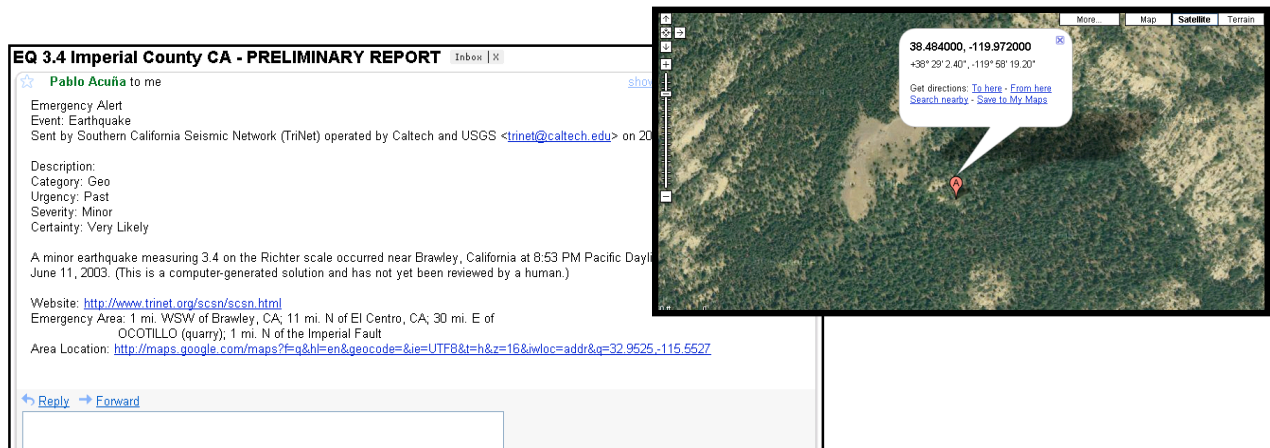 EQ 3.4 Imperial County CA - PRELIMINARY REPORT Inbox | X
Pablo Acuña to me
Emergency Alert
Event: Earthquake
Sent by Southern California Seismic Network (TriNet) operated by Caltech and USGS <trinet@caltech.edu> on 20
Description:
Category: Geo
Urgency: Past
Severity: Minor
Certainty: Very Likely
A minor earthquake measuring 3.4 on the Richter scale occurred near Brawley, California at 8:53 PM Pacific Dayli
June 11, 2003. (This is a computer-generated solution and has not yet been reviewed by a human.)
Website: http://www.trinet.org/scsn/scsn.html
Emergency Area: 1 mi. WSW of Brawley, CA; 11 mi. N of El Centro, CA; 30 mi. E of
OCOTILLO (quarry); 1 mi. N of the Imperial Fault
Area Location: http://maps.google.com/maps?f=q&hl=en&geocode=&ie=UTF8&t=h&z=16&iwloc=addr&q=32.9525,-115.5527
Reply Forward
More... Map Satellite Terrain
38.484000, -119.972000
+38° 29' 2.40", -119° 58' 19.20"
Get directions: To here - From here
Search nearby - Save to My Maps
A